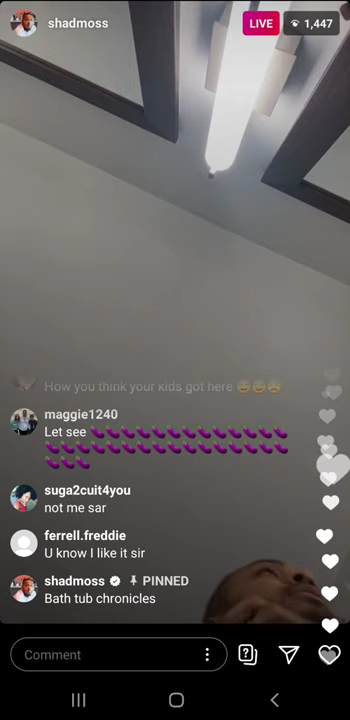 shadmoss
LIVE
1,447
How you think your kids got here 😩😩😩
maggie1240
Let see 🍆🍆🍆🍆🍆🍆🍆🍆🍆🍆🍆🍆🍆
🍆🍆🍆🍆🍆🍆🍆🍆🍆🍆🍆🍆🍆🍆🍆🍆
🍆🍆🍆
suga2cuit4you
not me sar
ferrell.freddie
U know I like it sir
shadmoss PINNED
Bath tub chronicles
Comment